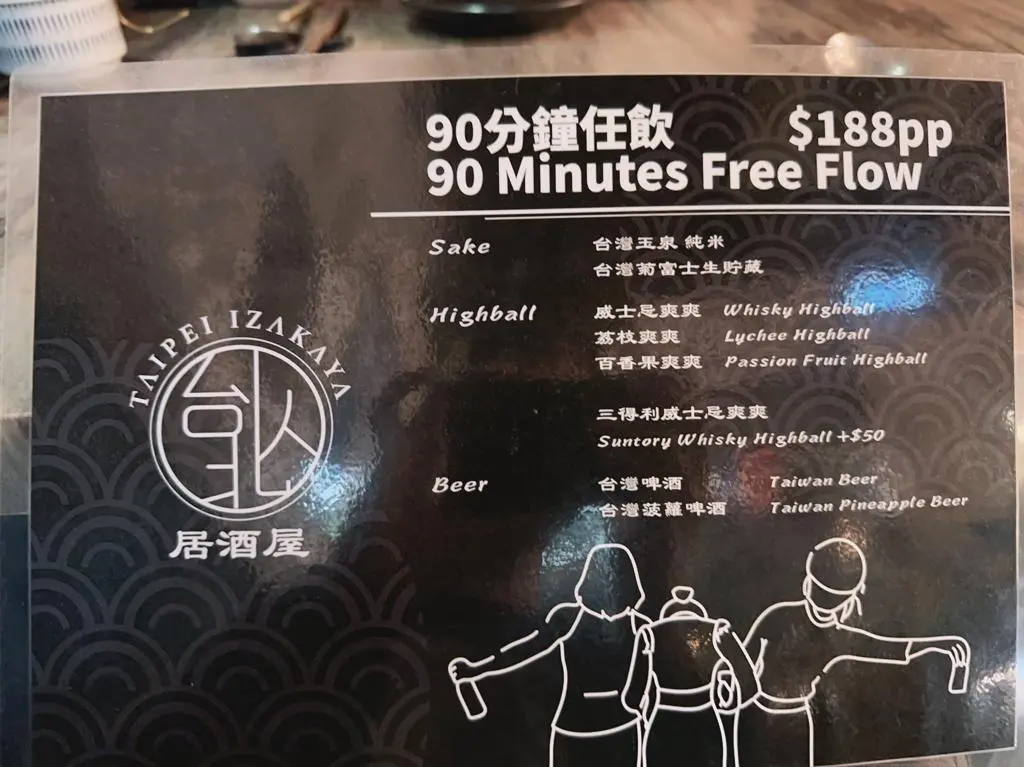 90分鐘任飲 $188pp
90 Minutes Free Flow
Sake 台灣玉泉 純米
台灣菊富士生貯藏
Highball 威士忌爽爽 Whisky Highball
荔枝爽爽 Lychee Highball
百香果爽爽 Passion Fruit Highball
三得利威士忌爽爽
Suntory Whisky Highball +$50
Beer 台灣啤酒 Taiwan Beer
台灣菠蘿啤酒 Taiwan Pineapple Beer
TAIPEI IZAKAYA
台北
居酒屋